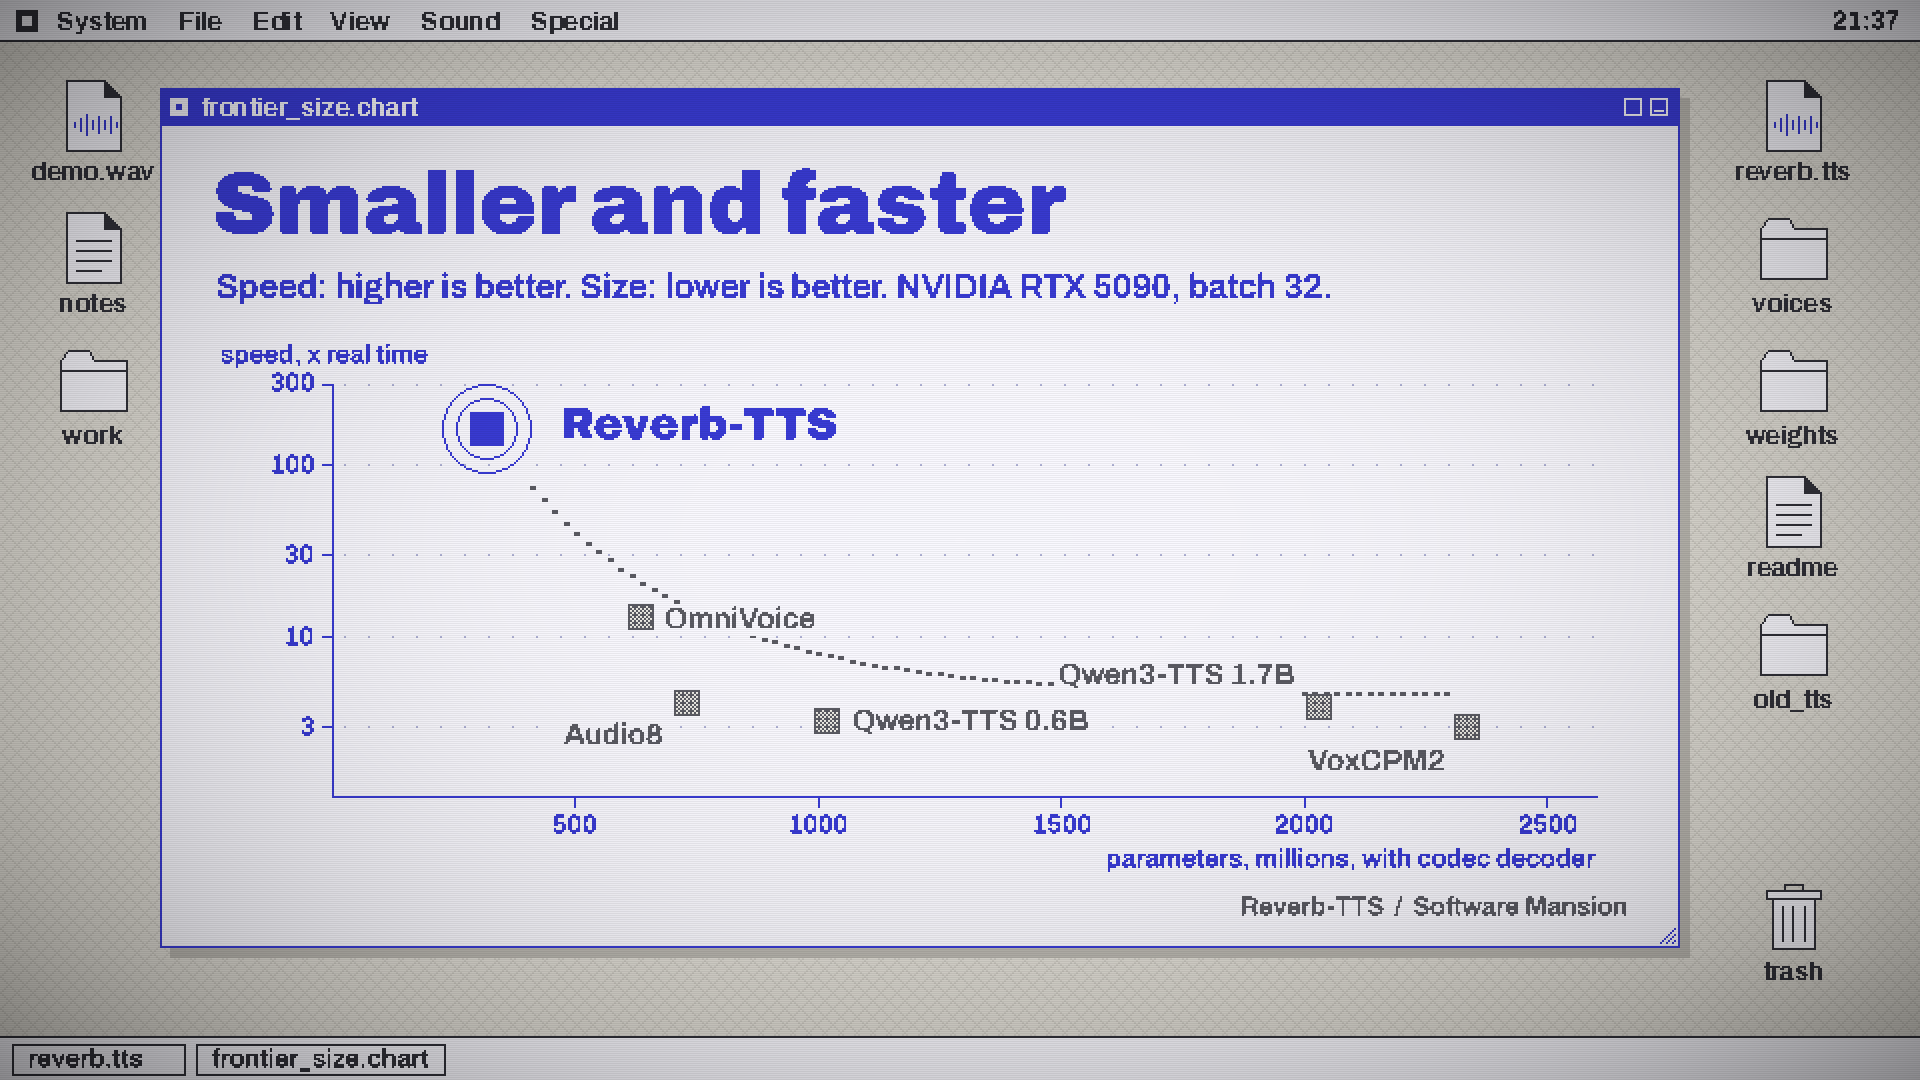 System File Edit View Sound Special 21:37
demo.wav
notes
work
frontier_size.chart
Smaller and faster
Speed: higher is better. Size: lower is better. NVIDIA RTX 5090, batch 32.
speed, x real time
300
100
30
10
3
Reverb-TTS
OmniVoice
Qwen3-TTS 1.7B
Audio8
Qwen3-TTS 0.6B
VoxCPM2
500 1000 1500 2000 2500
parameters, millions, with codec decoder
Reverb-TTS / Software Mansion
reverb.tts
voices
weights
readme
old_tts
trash
reverb.tts frontier_size.chart